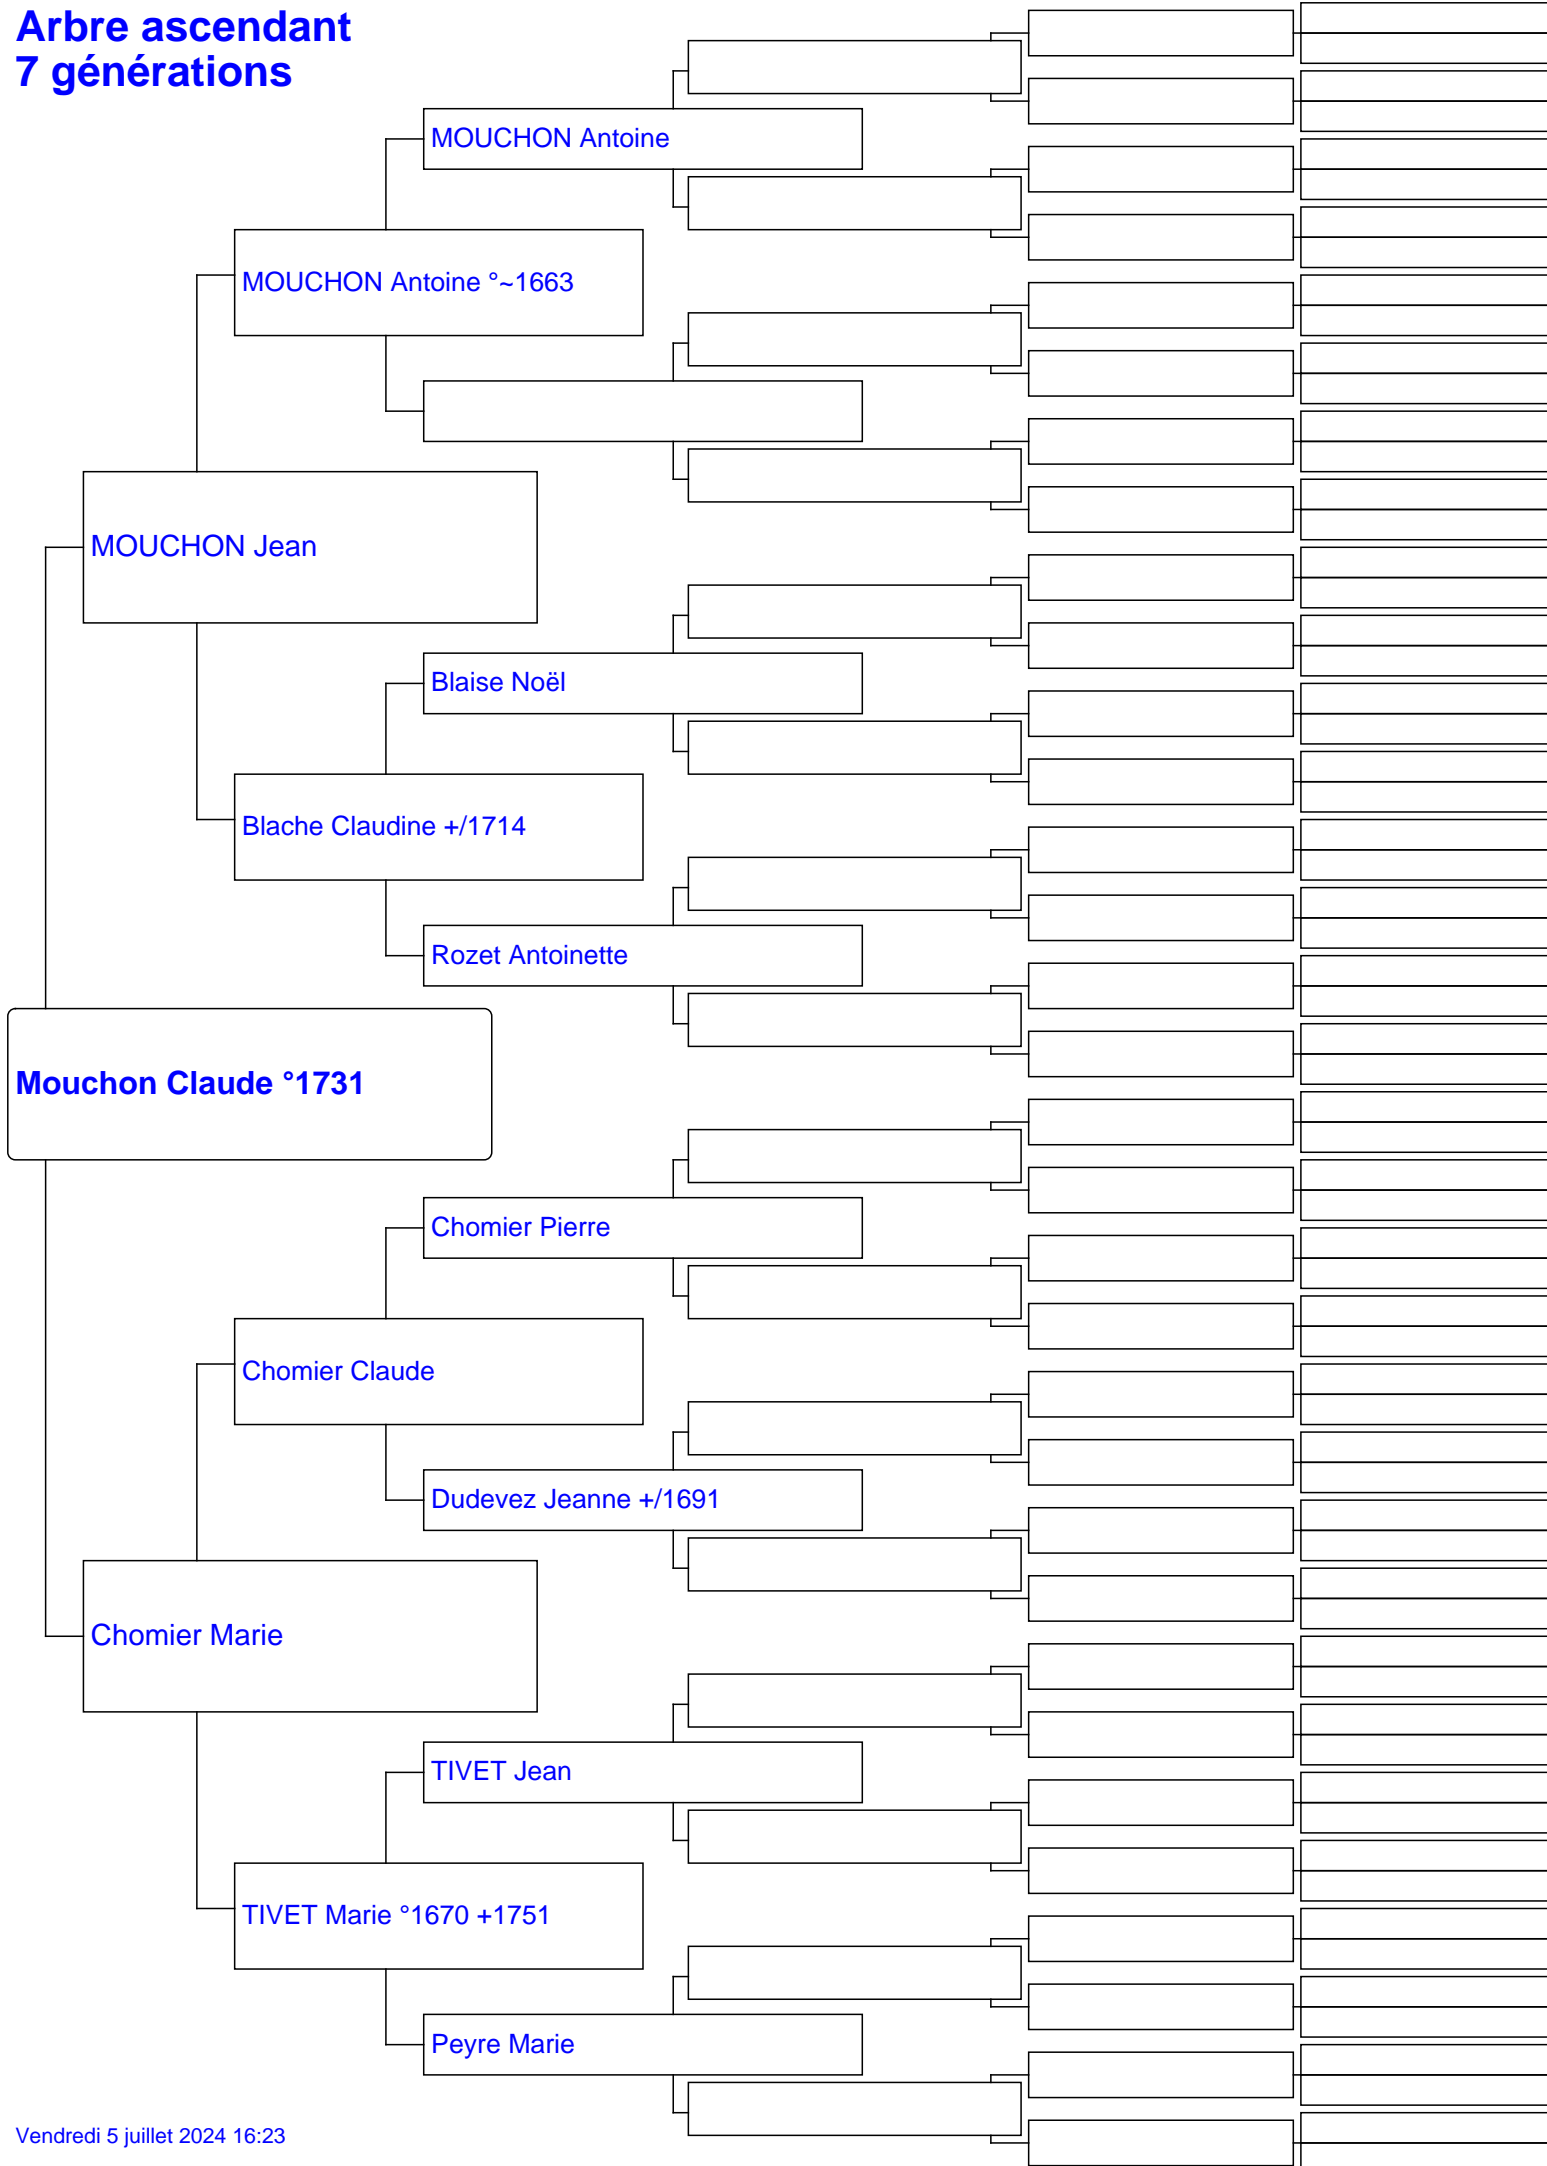 Arbre ascendant
7 générations
MOUCHON Antoine
MOUCHON Antoine °~1663
MOUCHON Jean
Blaise Noël
Blache Claudine +/1714
Rozet Antoinette
Mouchon Claude °1731
Chomier Pierre
Chomier Claude
Dudevez Jeanne +/1691
Chomier Marie
TIVET Jean
TIVET Marie °1670 +1751
Peyre Marie
Vendredi 5 juillet 2024 16:23